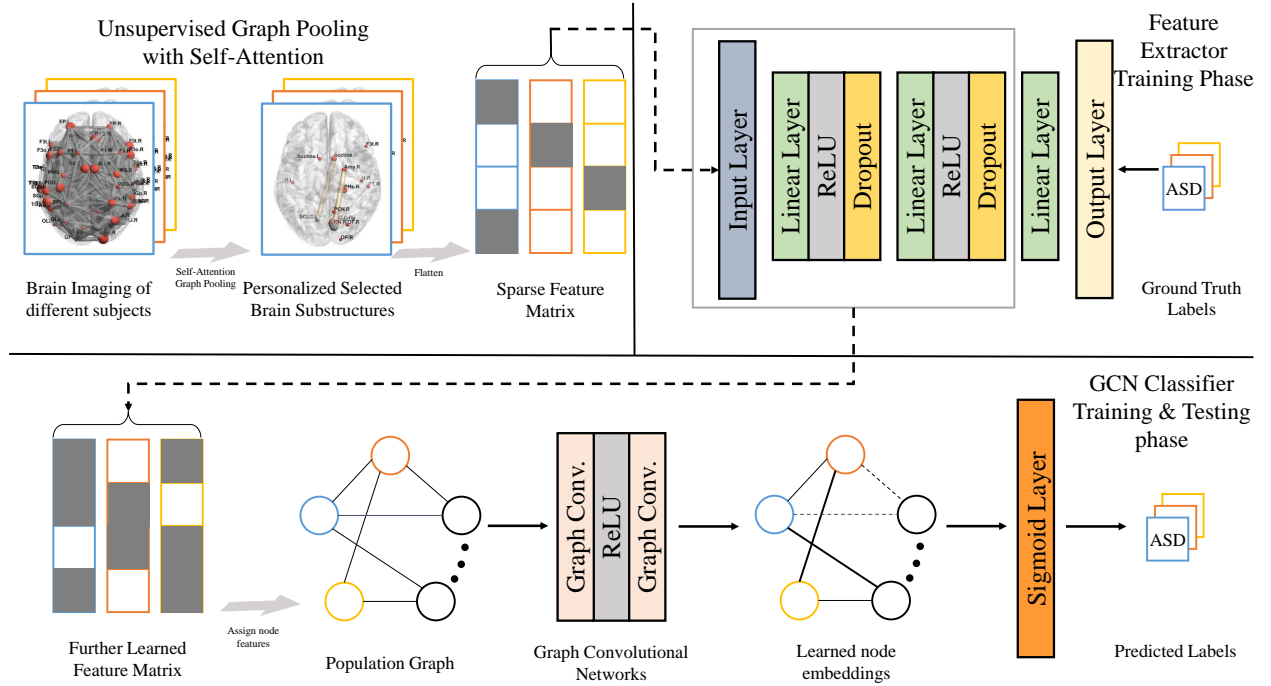 Unsupervised Graph Pooling
with Self-Attention
Self-Attention
Graph Pooling
Flatten
Brain Imaging of
different subjects
Personalized Selected
Brain Substructures
Sparse Feature
Matrix
Feature
Extractor
Training Phase
Input Layer
Linear Layer
ReLU
Dropout
Linear Layer
ReLU
Dropout
Linear Layer
Output Layer
ASD
Ground Truth
Labels
GCN Classifier
Training & Testing
phase
Assign node
features
Further Learned
Feature Matrix
Population Graph
Graph Conv.
ReLU
Graph Conv.
Graph Convolutional
Networks
Learned node
embeddings
Sigmoid Layer
ASD
Predicted Labels